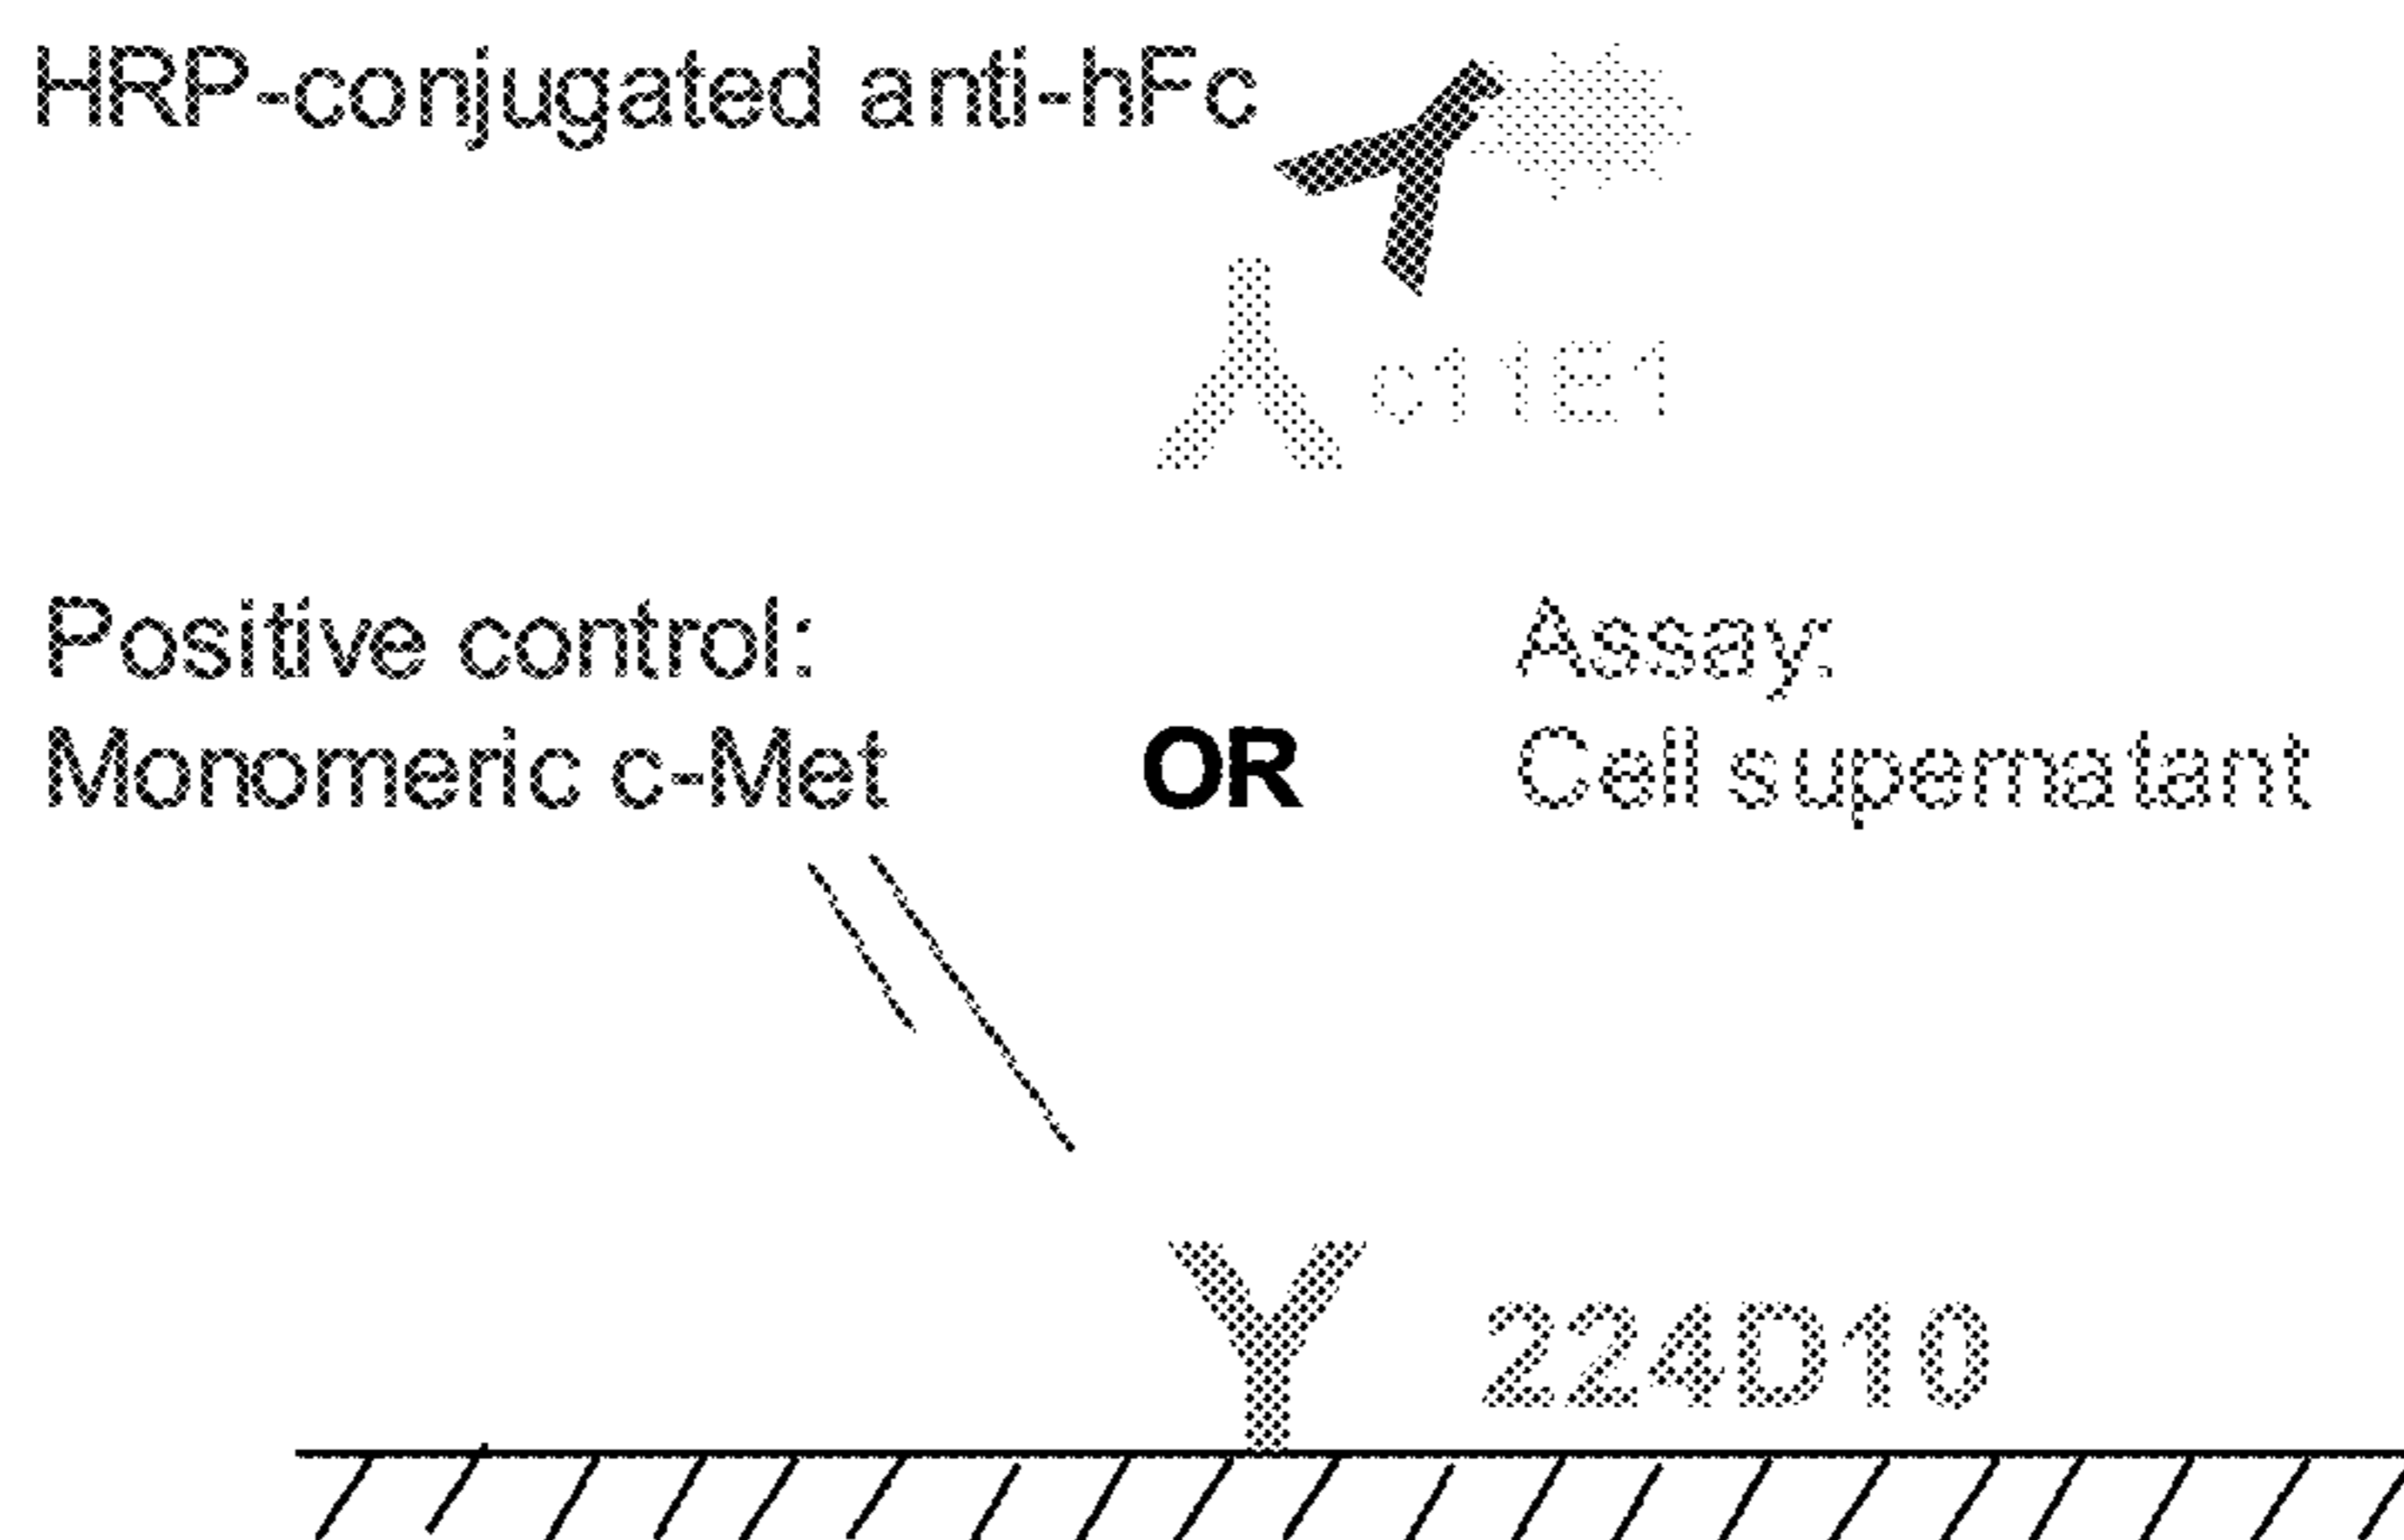 HRP-conjugated anti-hFc
c11E1
Positive control:
Monomeric c-Met
OR
Assay:
Cell supernatant
224D10